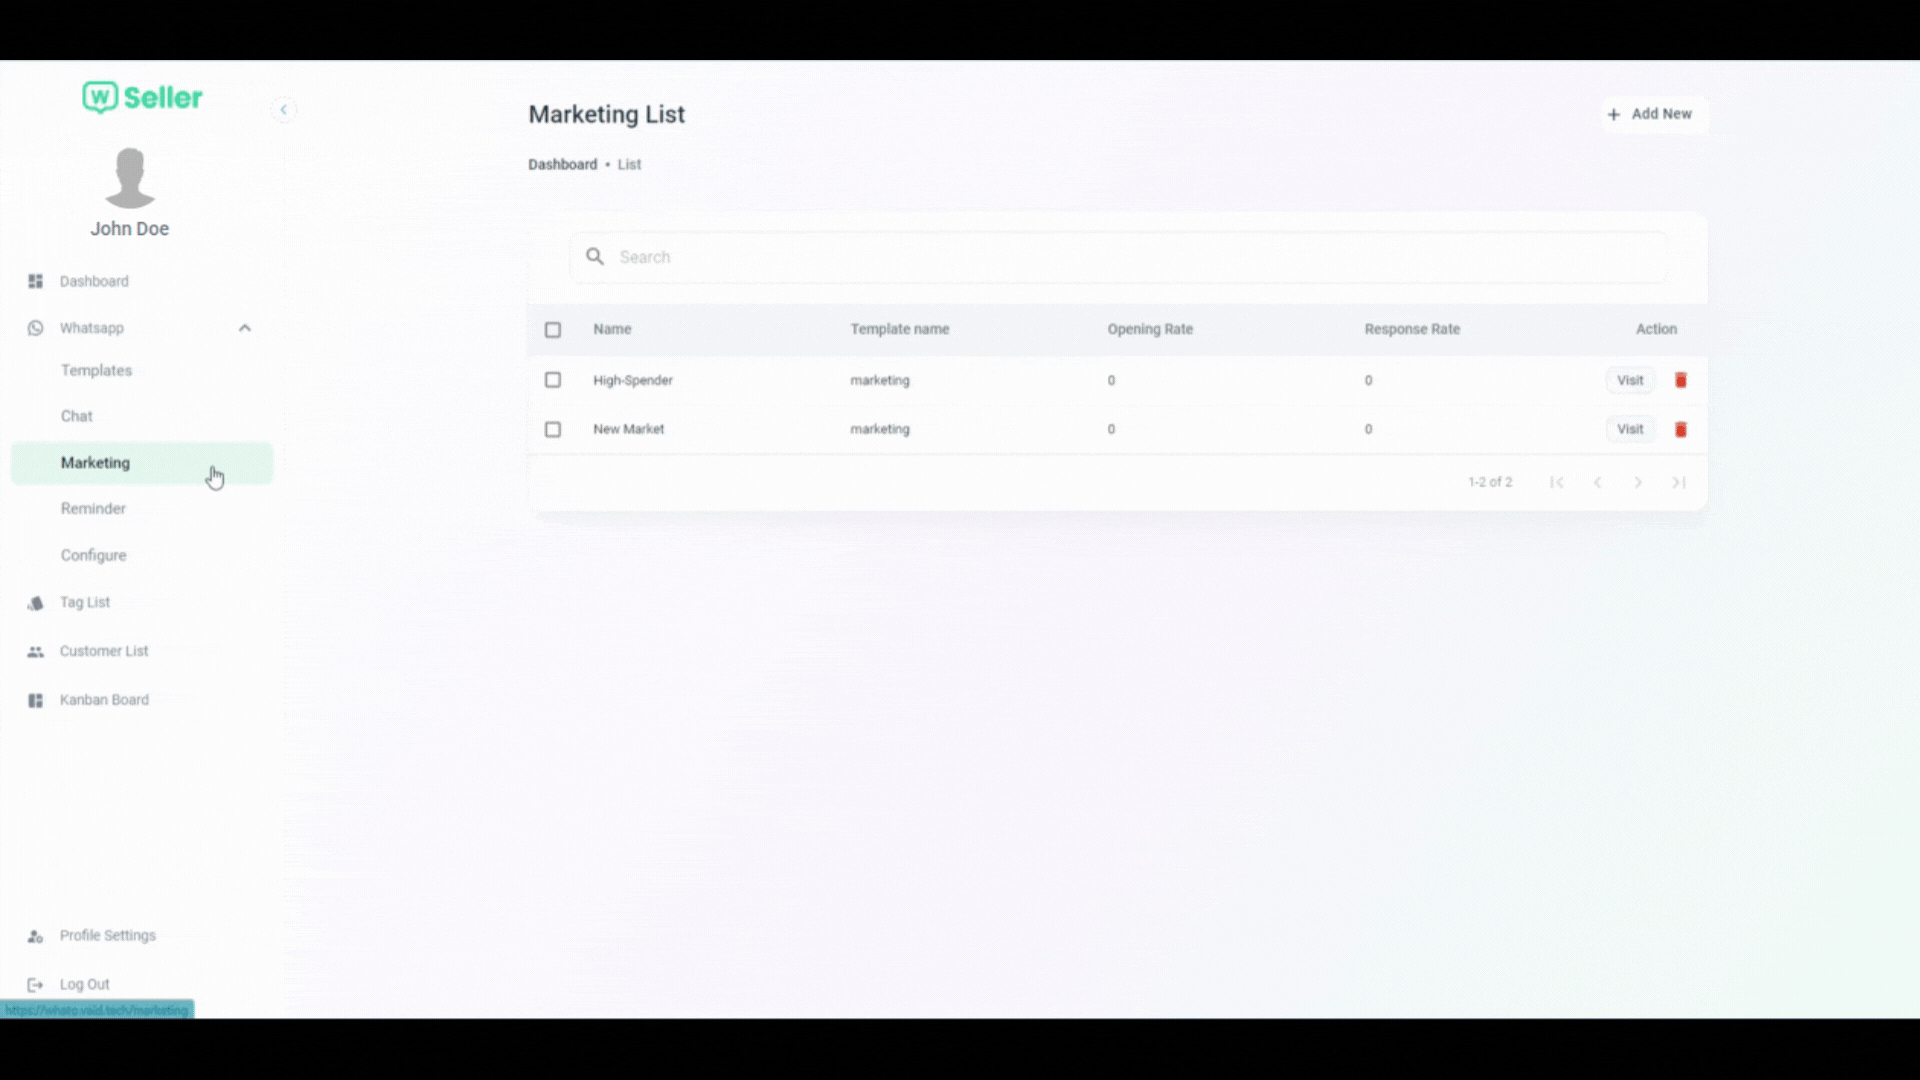 W Seller
John Doe
Dashboard
Whatsapp
Templates
Chat
Marketing
Reminder
Configure
Tag List
Customer List
Kanban Board
Profile Settings
Log Out
https://whato.vaid.tech/marketing
Marketing List
+ Add New
Dashboard • List
Search
Name Template name Opening Rate Response Rate Action
High-Spender marketing 0 0 Visit
New Market marketing 0 0 Visit
1-2 of 2